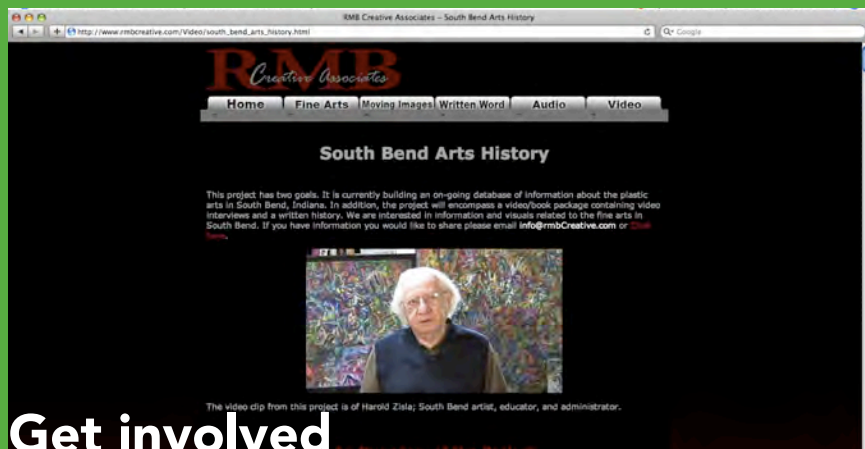 RMB Creative Associates – South Bend Arts History
http://www.rmbcreative.com/Video/south_bend_arts_history.html
Google
RMB
Creative Associates
Home Fine Arts Moving Images Written Word Audio Video
South Bend Arts History
This project has two goals. It is currently building an on-going database of information about the plastic
arts in South Bend, Indiana. In addition, the project will encompass a video/book package containing video
interviews and a written history. We are interested in information and visuals related to the fine arts in
South Bend. If you have information you would like to share please email info@rmbCreative.com or Click
here.
The video clip from this project is of Harold Zisla; South Bend artist, educator, and administrator.
Get involved